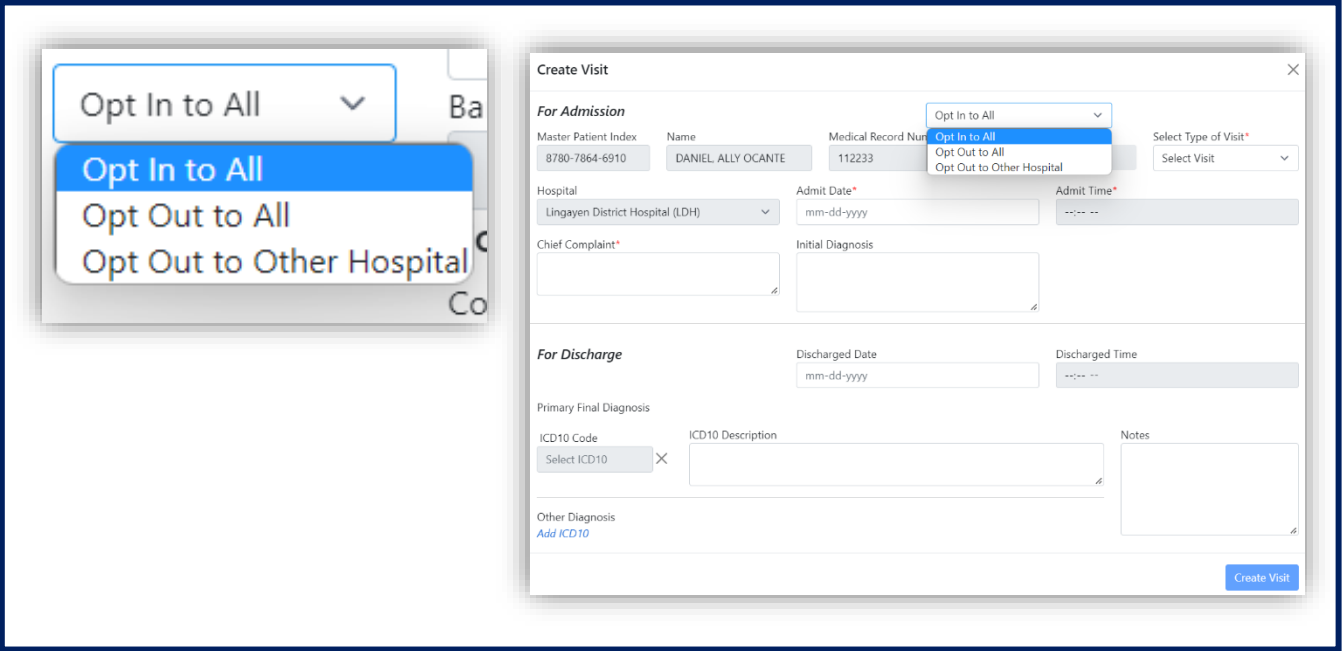 Opt In to All
Ba
Opt In to All
Opt Out to All
Opt Out to Other Hospital
Co
Create Visit
For Admission
Opt In to All
Master Patient Index Name Medical Record Num Opt In to All Select Type of Visit*
8780-7864-6910 DANIEL, ALLY OCANTE 112233 Opt Out to All Select Visit
Opt Out to Other Hospital
Hospital Admit Date* Admit Time*
Lingayen District Hospital (LDH) mm-dd-yyyy --:-- --
Chief Complaint* Initial Diagnosis
For Discharge Discharged Date Discharged Time
mm-dd-yyyy --:-- --
Primary Final Diagnosis
ICD10 Code ICD10 Description Notes
Select ICD10
Other Diagnosis
Add ICD10
Create Visit